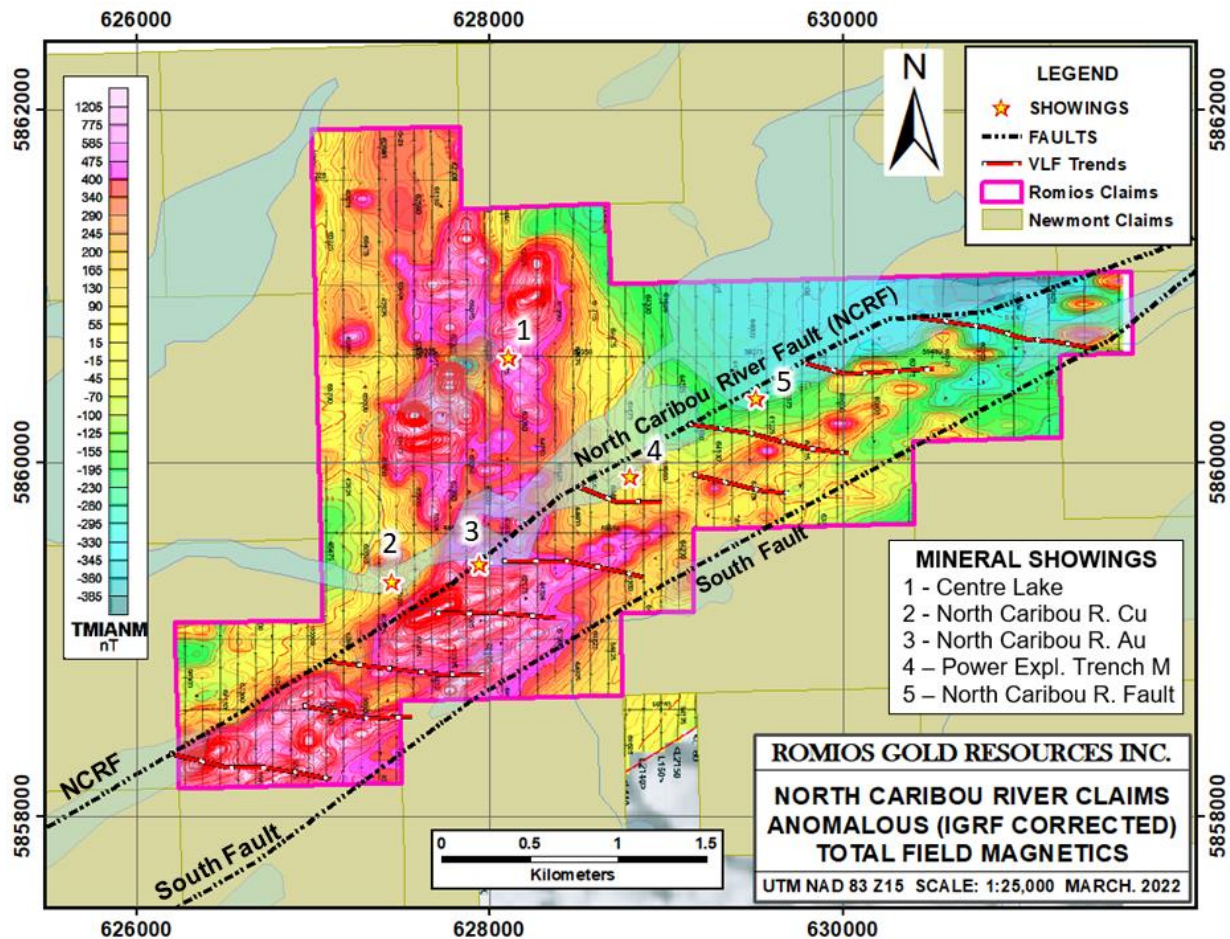 626000 628000 630000
5862000 5862000
5860000 5860000
5858000 5858000
1205
775
585
475
400
340
290
245
200
165
130
90
55
15
-45
-70
-100
-125
-155
-195
-260
-280
-295
-330
-345
-360
-385
TMIANM
nT
N
LEGEND
SHOWINGS
FAULTS
VLF Trends
Romios Claims
Newmont Claims
1
2
3
4
5
North Caribou River Fault (NCRF)
South Fault
NCRF
South Fault
MINERAL SHOWINGS
1 - Centre Lake
2 - North Caribou R. Cu
3 - North Caribou R. Au
4 – Power Expl. Trench M
5 – North Caribou R. Fault
0 0.5 1 1.5
Kilometers
ROMIOS GOLD RESOURCES INC.
NORTH CARIBOU RIVER CLAIMS
ANOMALOUS (IGRF CORRECTED)
TOTAL FIELD MAGNETICS
UTM NAD 83 Z15 SCALE: 1:25,000 MARCH. 2022
626000 628000 630000